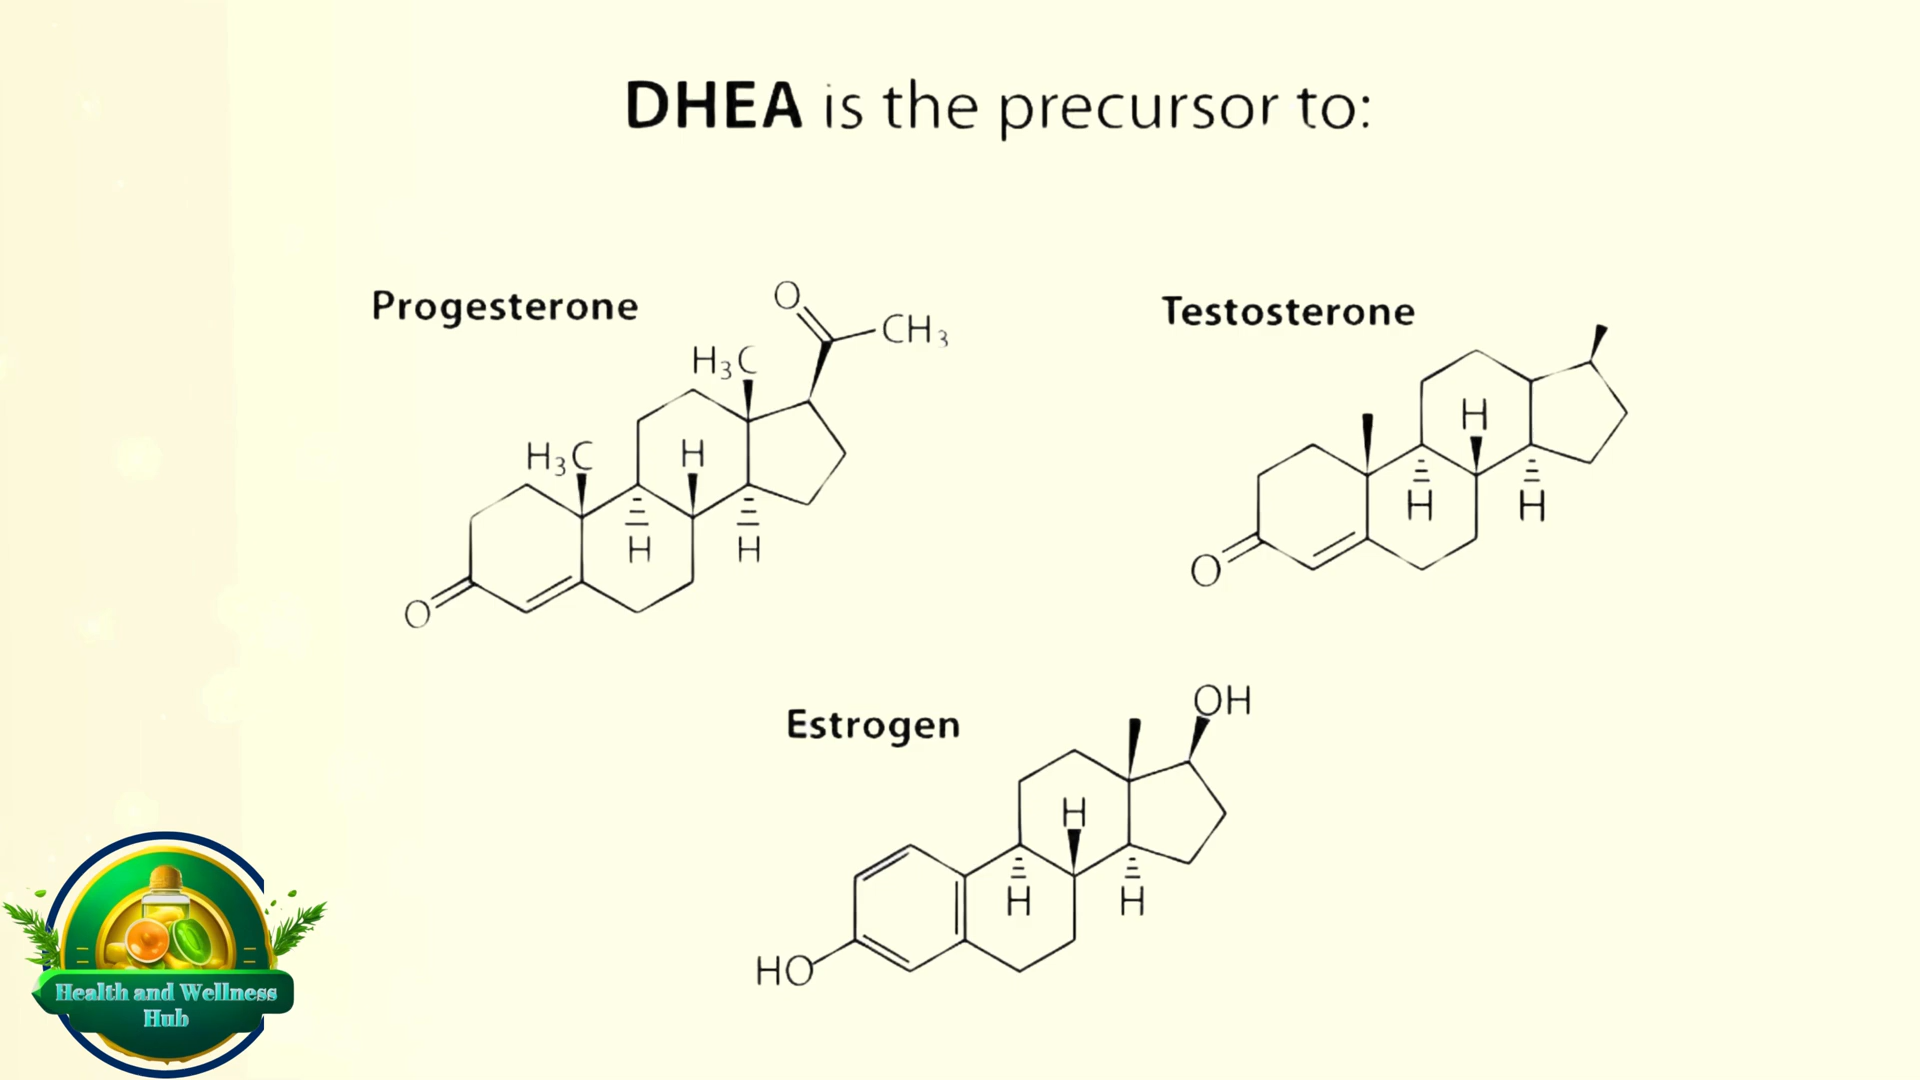 DHEA is the precursor to:
Progesterone
O
CH₃
H₃C
H₃C
H
H
H
O
Testosterone
H
H
H
O
Estrogen
OH
H
H
H
HO
Health and Wellness
Hub